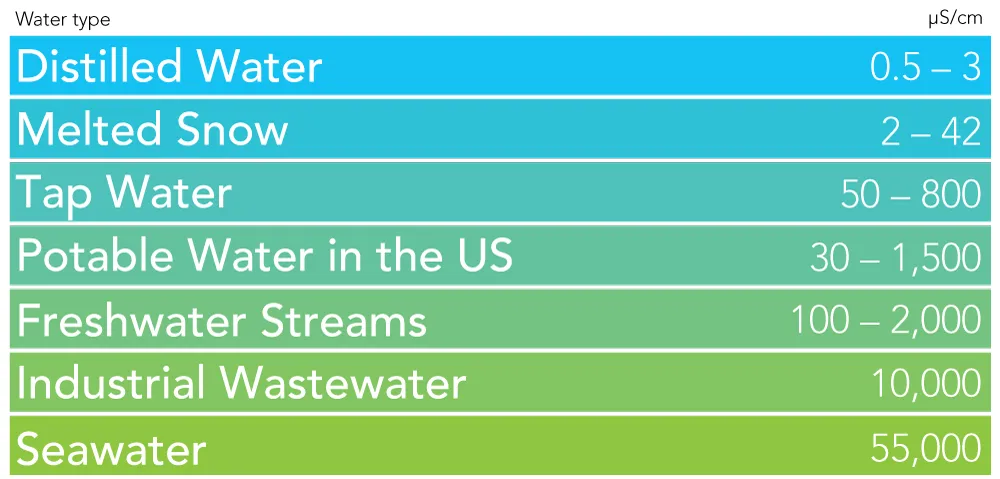 Water type µS/cm
Distilled Water 0.5 – 3
Melted Snow 2 – 42
Tap Water 50 – 800
Potable Water in the US 30 – 1,500
Freshwater Streams 100 – 2,000
Industrial Wastewater 10,000
Seawater 55,000